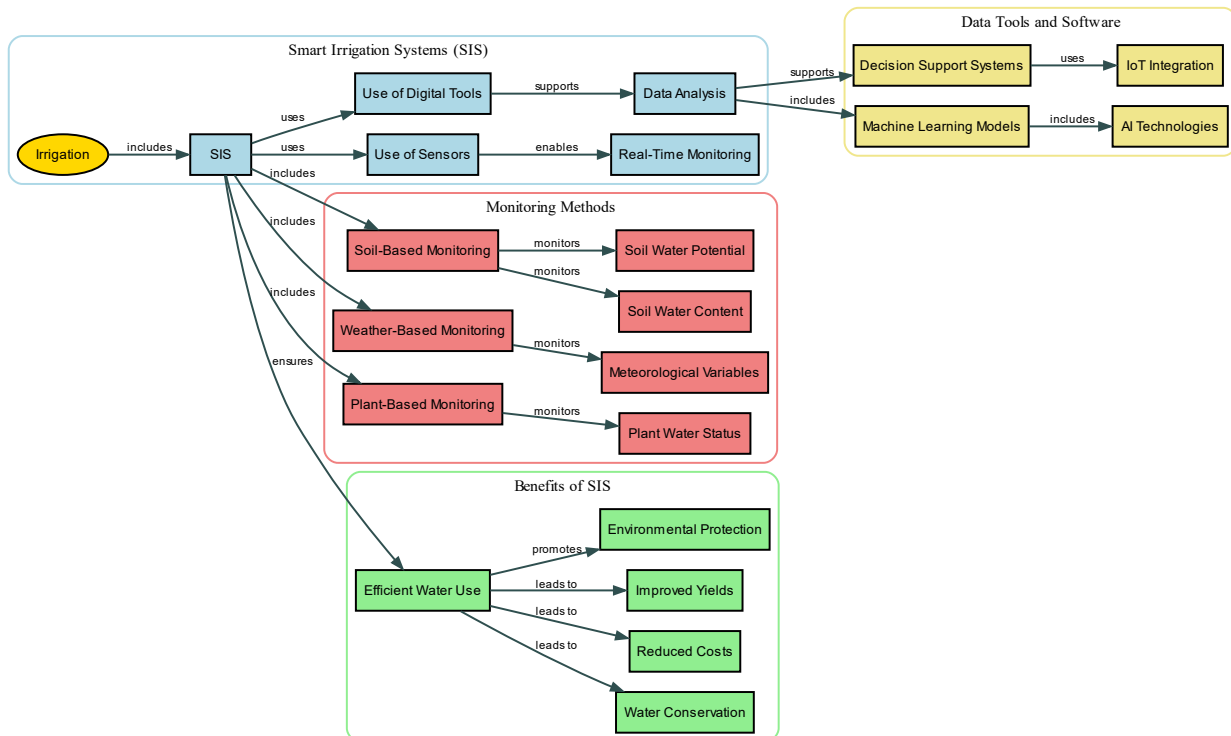 Data Tools and Software
Smart Irrigation Systems (SIS)
Decision Support Systems
uses
IoT Integration
supports
Use of Digital Tools
supports
Data Analysis
includes
Machine Learning Models
includes
AI Technologies
uses
Irrigation
includes
SIS
uses
Use of Sensors
enables
Real-Time Monitoring
includes
Monitoring Methods
includes
Soil-Based Monitoring
monitors
Soil Water Potential
monitors
Soil Water Content
includes
Weather-Based Monitoring
monitors
Meteorological Variables
ensures
Plant-Based Monitoring
monitors
Plant Water Status
Benefits of SIS
Environmental Protection
promotes
Efficient Water Use
leads to
Improved Yields
leads to
Reduced Costs
leads to
Water Conservation